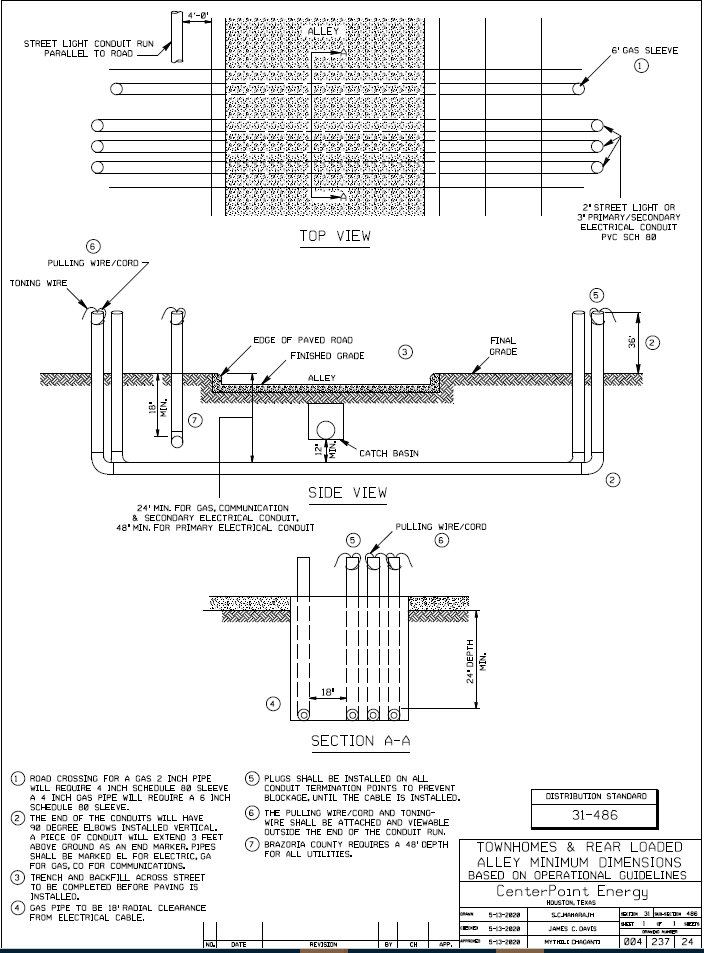 4'-0'
STREET LIGHT CONDUIT RUN
PARALLEL TO ROAD
ALLEY
A
6' GAS SLEEVE
1
A
2" STREET LIGHT OR
3" PRIMARY/SECONDARY
ELECTRICAL CONDUIT
PVC SCH 80
TOP VIEW
6
PULLING WIRE/CORD
TONING WIRE
5
EDGE OF PAVED ROAD
FINISHED GRADE
3
FINAL
GRADE
36'
2
ALLEY
18"
MIN.
7
12"
MIN.
CATCH BASIN
2
SIDE VIEW
24' MIN. FOR GAS, COMMUNICATION
& SECONDARY ELECTRICAL CONDUIT,
48" MIN. FOR PRIMARY ELECTRICAL CONDUIT
PULLING WIRE/CORD
5
6
24" DEPTH
MIN.
18"
4
SECTION A-A
1 ROAD CROSSING FOR A GAS 2 INCH PIPE
WILL REQUIRE 4 INCH SCHEDULE 80 SLEEVE
A 4 INCH GAS PIPE WILL REQUIRE A 6 INCH
SCHEDULE 80 SLEEVE.
2 THE END OF THE CONDUITS WILL HAVE
90 DEGREE ELBOWS INSTALLED VERTICAL.
A PIECE OF CONDUIT WILL EXTEND 3 FEET
ABOVE GROUND AS AN END MARKER. PIPES
SHALL BE MARKED EL FOR ELECTRIC, GA
FOR GAS, CO FOR COMMUNICATIONS.
3 TRENCH AND BACKFILL ACROSS STREET
TO BE COMPLETED BEFORE PAVING IS
INSTALLED.
4 GAS PIPE TO BE 18' RADIAL CLEARANCE
FROM ELECTRICAL CABLE.
5 PLUGS SHALL BE INSTALLED ON ALL
CONDUIT TERMINATION POINTS TO PREVENT
BLOCKAGE, UNTIL THE CABLE IS INSTALLED.
6 THE PULLING WIRE/CORD AND TONING-
WIRE SHALL BE ATTACHED AND VIEWABLE
OUTSIDE THE END OF THE CONDUIT RUN.
7 BRAZORIA COUNTY REQUIRES A 48' DEPTH
FOR ALL UTILITIES.
DISTRIBUTION STANDARD
31-486
TOWNHOMES & REAR LOADED
ALLEY MINIMUM DIMENSIONS
BASED ON OPERATIONAL GUIDELINES
CenterPoint Energy
HOUSTON, TEXAS
DRAWN 5-13-2020 S.C.MAHARAJH SECTION 31 SUB-SECTION 486
CHECKED 5-13-2020 JAMES C. DAVIS SHEET 1 OF 1 SHEETS
DRAWING NUMBER
APPROVED 5-13-2020 MYTHILI CHAGANTI 004 237 24
NO. DATE REVISION BY CH APP.